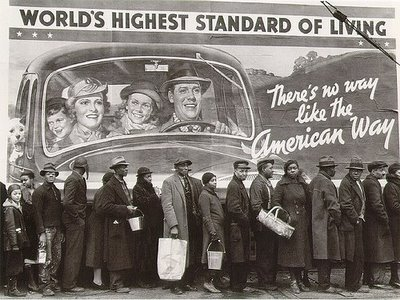 WORLD'S HIGHEST STANDARD OF LIVING
There's no way
like the
American Way